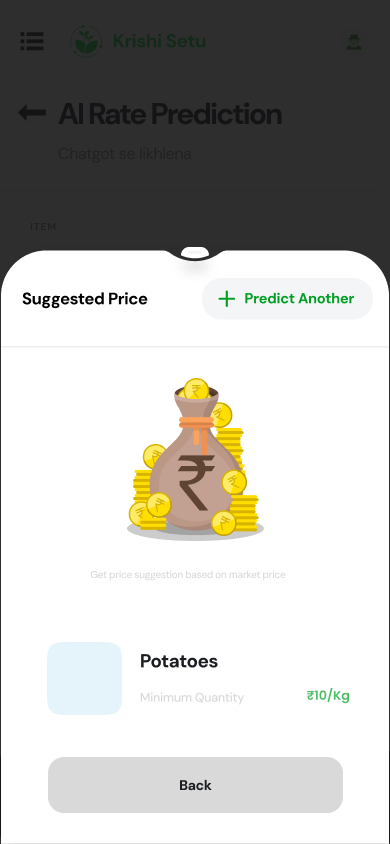 Krishi Setu
AI Rate Prediction
Chatgot se likhlena
ITEM
Suggested Price
+ Predict Another
₹
Get price suggestion based on market price
Potatoes
Minimum Quantity
₹10/Kg
Back